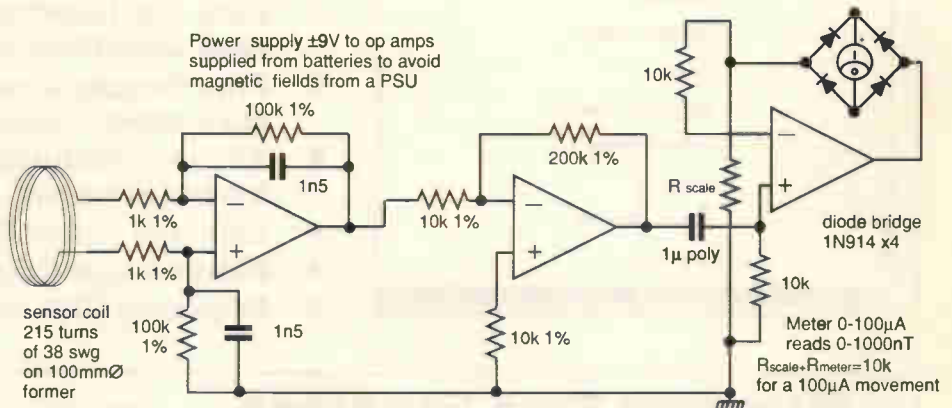 Power supply ±9V to op amps
supplied from batteries to avoid
magnetic fiellds from a PSU
100k 1%
1n5
1k 1%
1k 1%
100k
1%
1n5
sensor coil
215 turns
of 38 swg
on 100mmØ
former
10k 1%
200k 1%
10k 1%
1µ poly
10k
R scale
10k
diode bridge
1N914 x4
Meter 0-100µA
reads 0-1000nT
Rscale+Rmeter=10k
for a 100µA movement